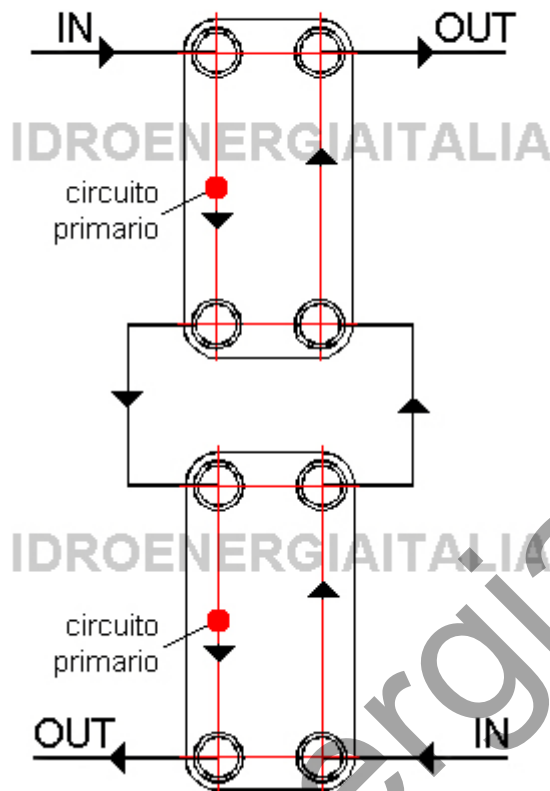 IN OUT
IDROENERGIAITALIA
circuito
primario
IDROENERGIAITALIA
circuito
primario
OUT IN